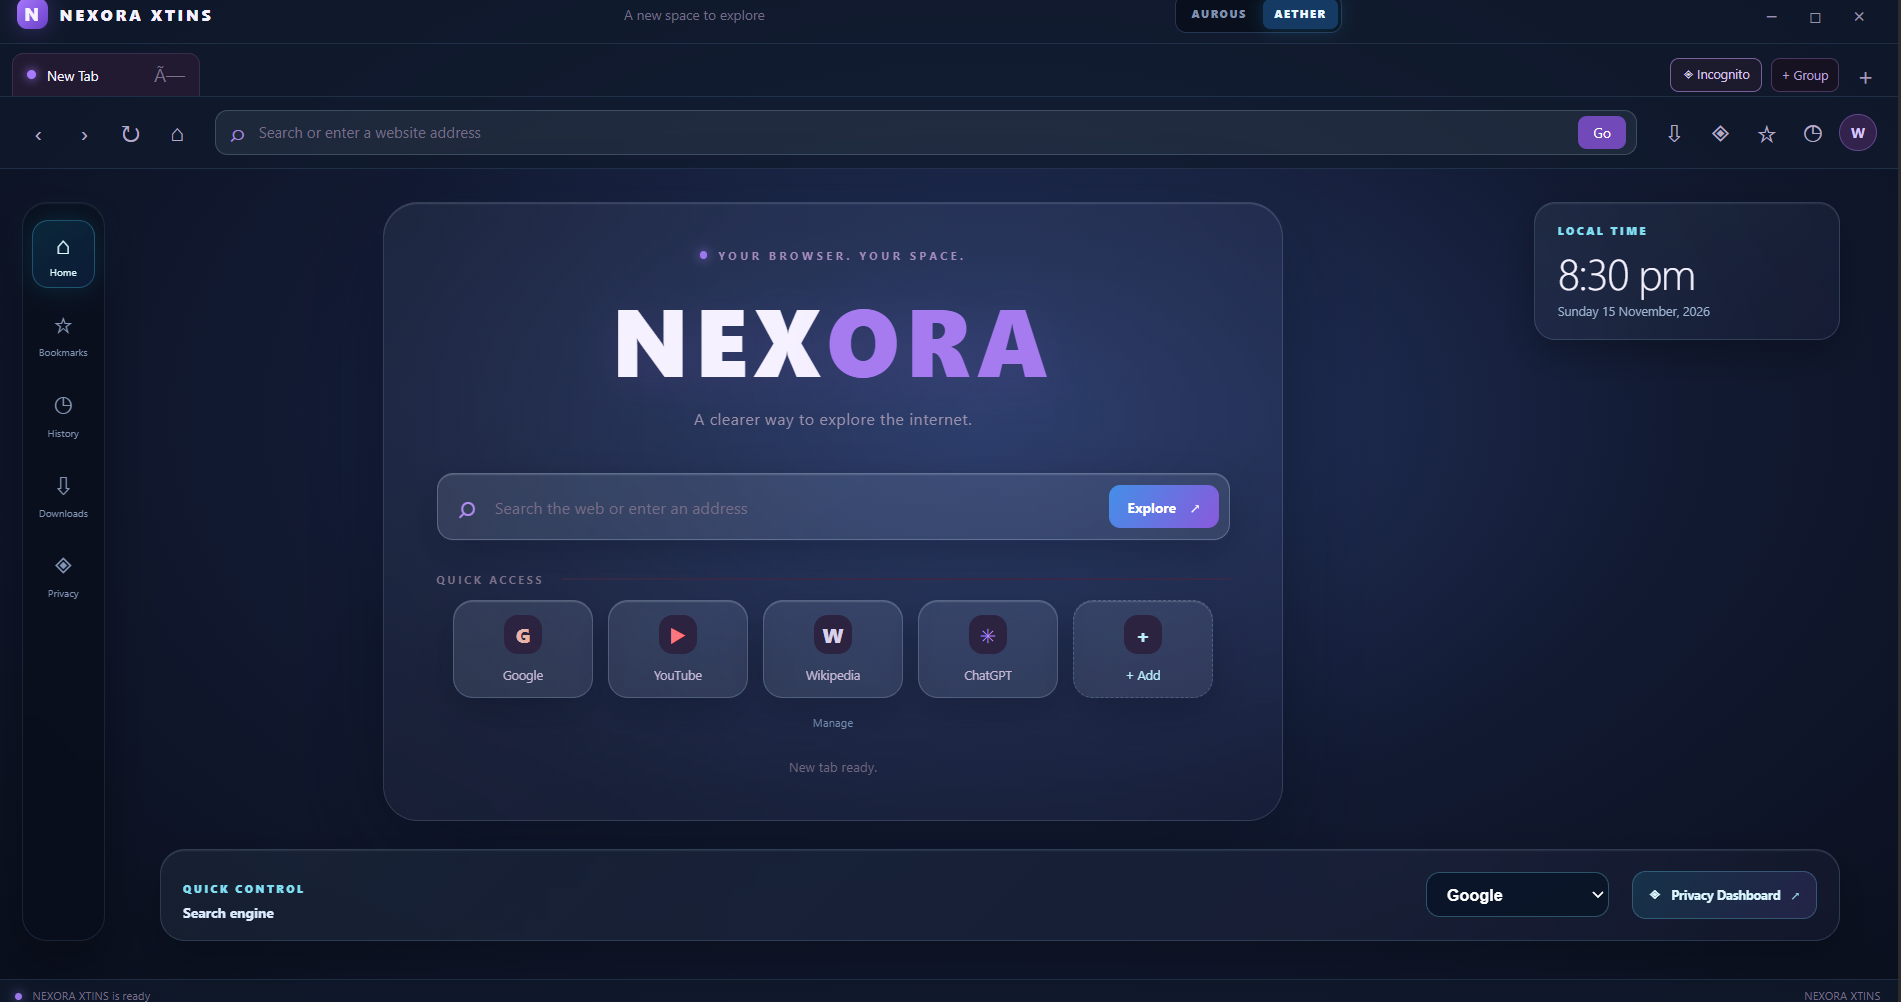 N NEXORA XTINS
A new space to explore
AUROUS AETHER
New Tab Ã—
Incognito
+ Group
+
Search or enter a website address
Go
W
Home
Bookmarks
History
Downloads
Privacy
YOUR BROWSER. YOUR SPACE.
NEXORA
A clearer way to explore the internet.
Search the web or enter an address
Explore ↗
QUICK ACCESS
G
Google
YouTube
W
Wikipedia
ChatGPT
+
+ Add
Manage
New tab ready.
LOCAL TIME
8:30 pm
Sunday 15 November, 2026
QUICK CONTROL
Search engine
Google
Privacy Dashboard ↗
NEXORA XTINS is ready
NEXORA XTINS